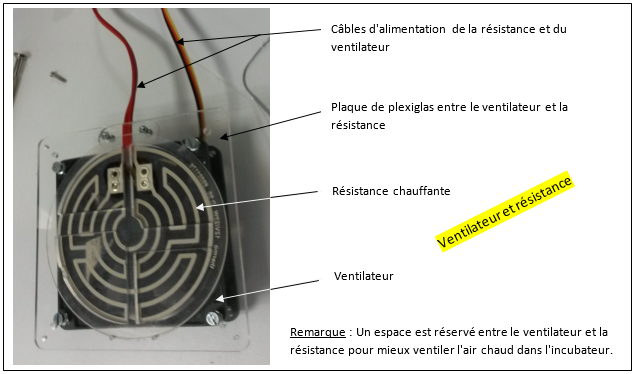 Câbles d'alimentation de la résistance et du
ventilateur
Plaque de plexiglas entre le ventilateur et la
résistance
Résistance chauffante
Ventilateur et résistance
Ventilateur
Remarque : Un espace est réservé entre le ventilateur et la
résistance pour mieux ventiler l'air chaud dans l'incubateur.